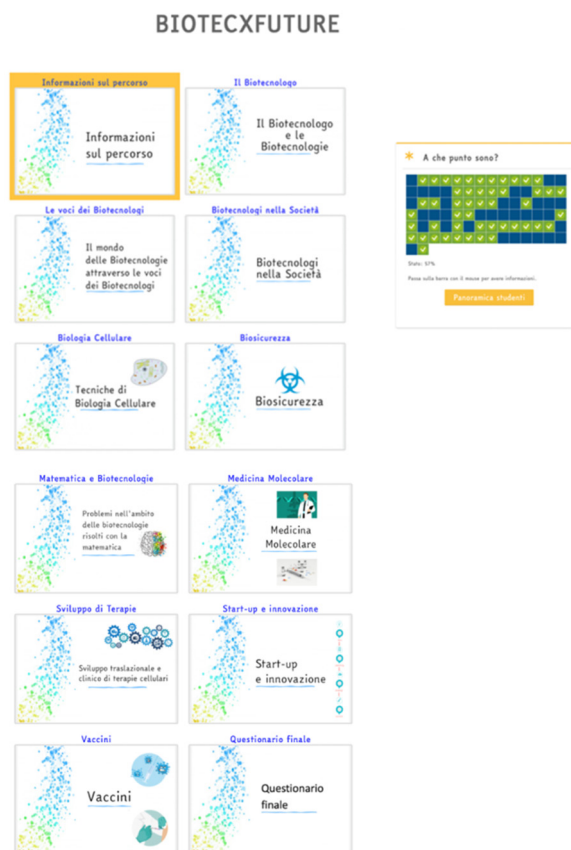 BIOTECXFUTURE
Informazioni sul percorso
Il Biotecnologo
Informazioni
sul percorso
Il Biotecnologo
e le
Biotecnologie
A che punto sono?
Stato: 57%
Passa sulla barra con il mouse per avere informazioni.
Panoramica studenti
Le voci dei Biotecnologi
Biotecnologi nella Società
Il mondo
delle Biotecnologie
attraverso le voci
dei Biotecnologi
Biotecnologi
nella Società
Biologia Cellulare
Biosicurezza
Tecniche di
Biologia Cellulare
Biosicurezza
Matematica e Biotecnologie
Medicina Molecolare
Problemi nell'ambito
delle biotecnologie
risolti con la
matematica
Medicina
Molecolare
Sviluppo di Terapie
Start-up e innovazione
Sviluppo traslazionale e
clinico di terapie cellulari
Start-up
e innovazione
Vaccini
Questionario finale
Vaccini
Questionario
finale